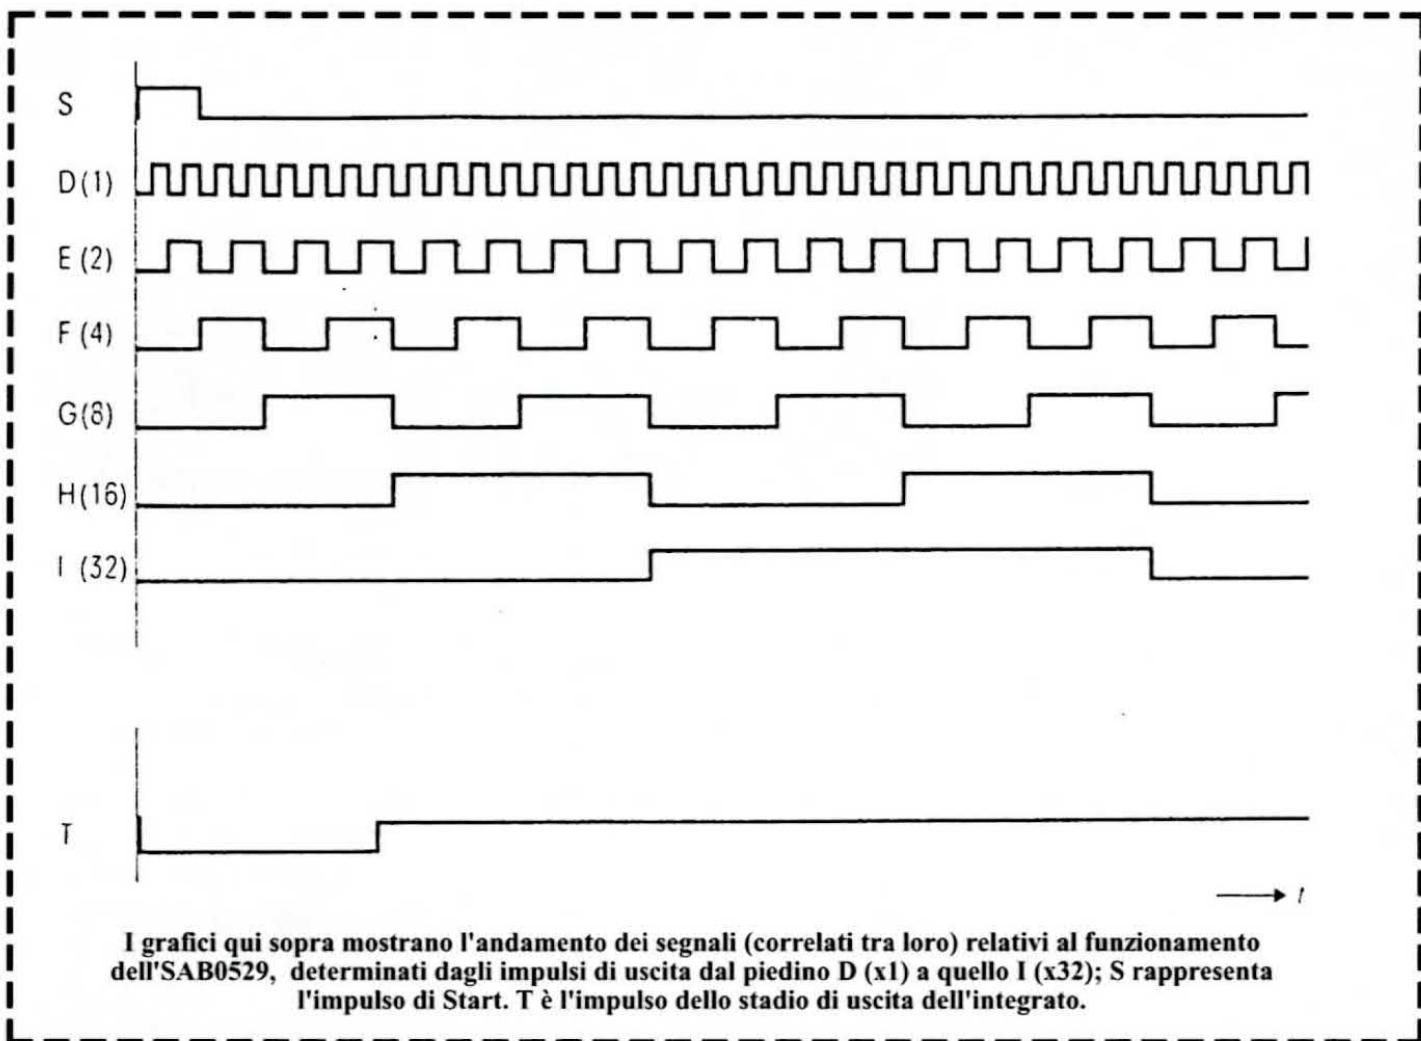 S
D(1)
E(2)
F(4)
G(8)
H(16)
I (32)
T
t
I grafici qui sopra mostrano l'andamento dei segnali (correlati tra loro) relativi al funzionamento
dell'SAB0529, determinati dagli impulsi di uscita dal piedino D (x1) a quello I (x32); S rappresenta
l'impulso di Start. T è l'impulso dello stadio di uscita dell'integrato.